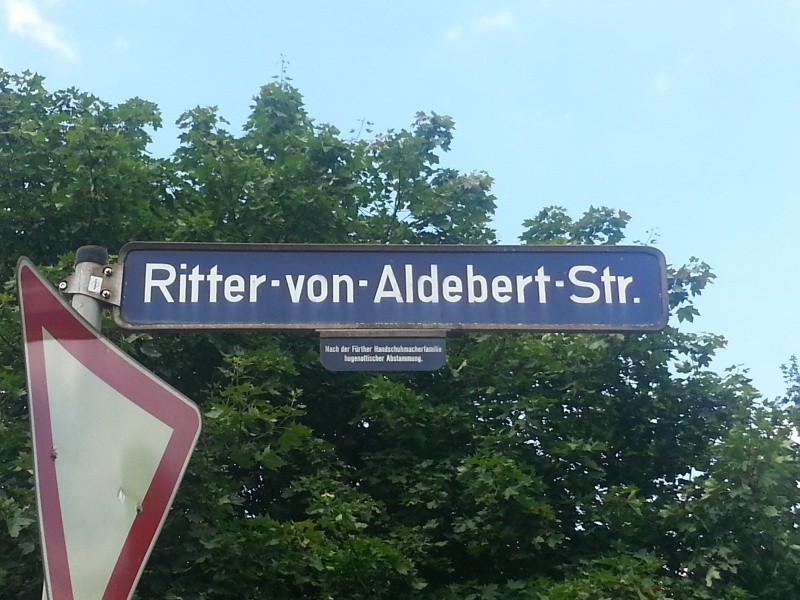 Ritter-von-Aldebert-Str.
Nach der Fürther Handschuhmacherfamilie
hugenottischer Abstammung.